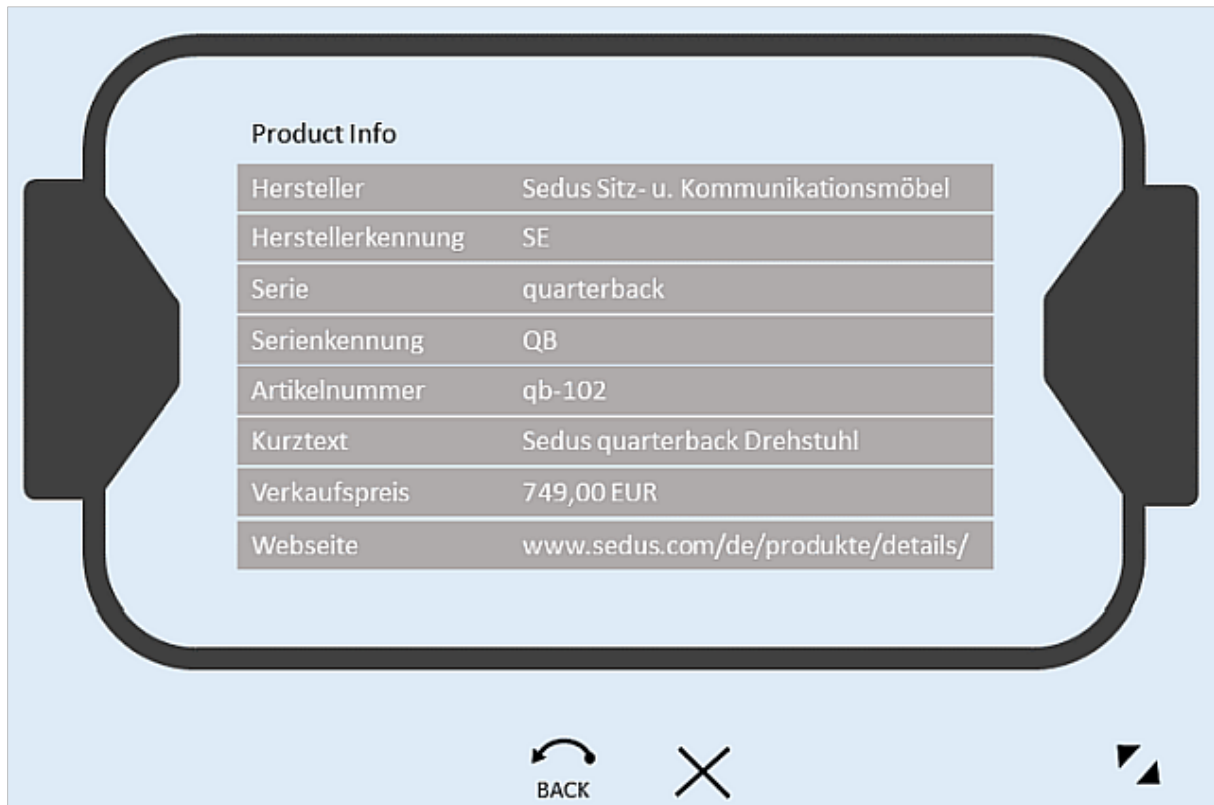 Product Info
Hersteller Sedus Sitz- u. Kommunikationsmöbel
Herstellerkennung SE
Serie quarterback
Serienkennung QB
Artikelnummer qb-102
Kurztext Sedus quarterback Drehstuhl
Verkaufspreis 749,00 EUR
Webseite www.sedus.com/de/produkte/details/
BACK